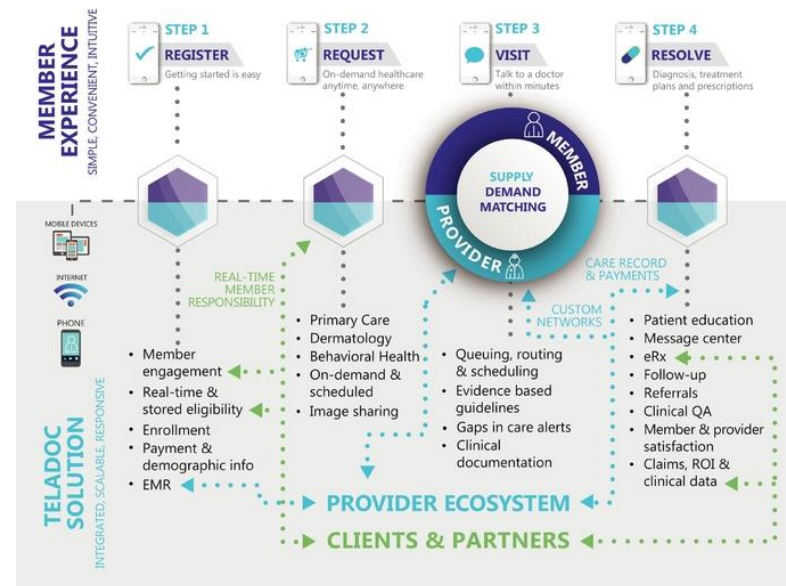 MEMBER
EXPERIENCE
SIMPLE, CONVENIENT, INTUITIVE
STEP 1
REGISTER
Getting started is easy
STEP 2
REQUEST
On-demand healthcare
anytime, anywhere
STEP 3
VISIT
Talk to a doctor
within minutes
STEP 4
RESOLVE
Diagnosis, treatment
plans and prescriptions
MEMBER
SUPPLY
DEMAND
MATCHING
PROVIDER
MOBILE DEVICES
INTERNET
PHONE
TELADOC
SOLUTION
INTEGRATED, SCALABLE, RESPONSIVE
REAL-TIME
MEMBER
RESPONSIBILITY
CARE RECORD
& PAYMENTS
CUSTOM
NETWORKS
• Member
engagement
• Real-time &
stored eligibility
• Enrollment
• Payment &
demographic info
• EMR
• Primary Care
• Dermatology
• Behavioral Health
• On-demand &
scheduled
• Image sharing
• Queuing, routing
& scheduling
• Evidence based
guidelines
• Gaps in care alerts
• Clinical
documentation
• Patient education
• Message center
• eRx
• Follow-up
• Referrals
• Clinical QA
• Member & provider
satisfaction
• Claims, ROI &
clinical data
PROVIDER ECOSYSTEM
CLIENTS & PARTNERS